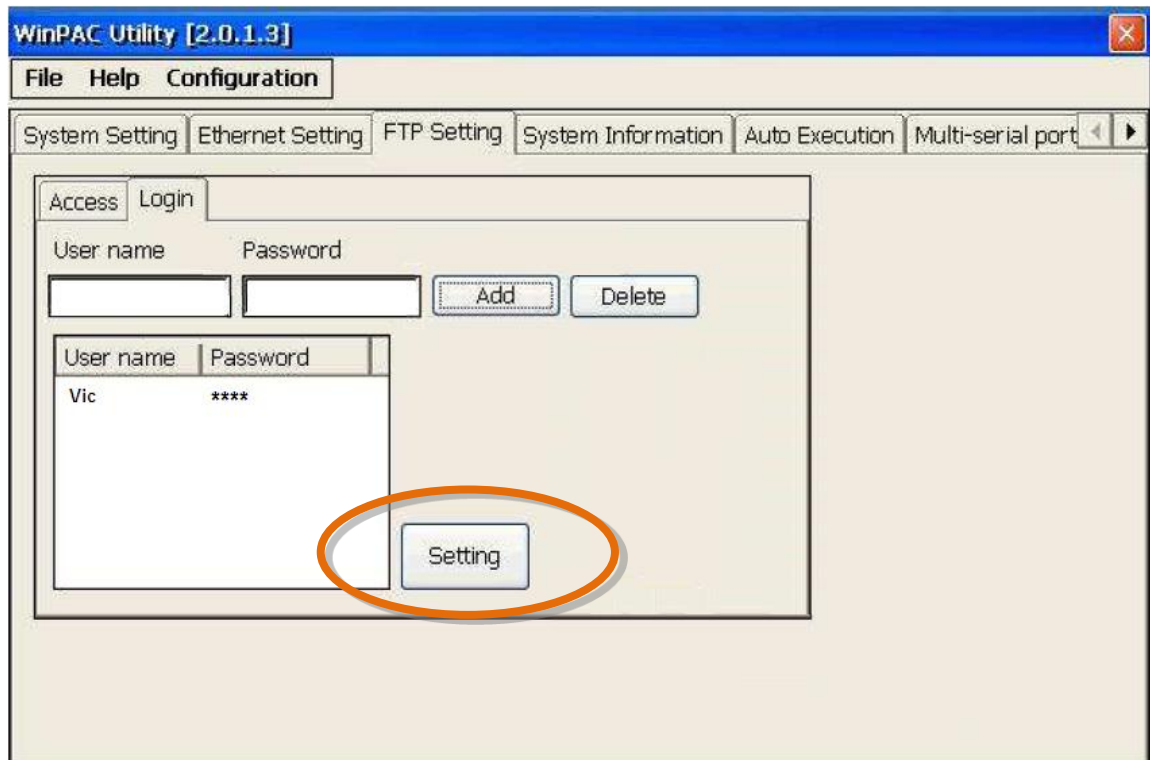 WinPAC Utility [2.0.1.3]
File Help Configuration
System Setting Ethernet Setting FTP Setting System Information Auto Execution Multi-serial port
Access Login
User name Password
Add Delete
User name Password
Vic ****
Setting